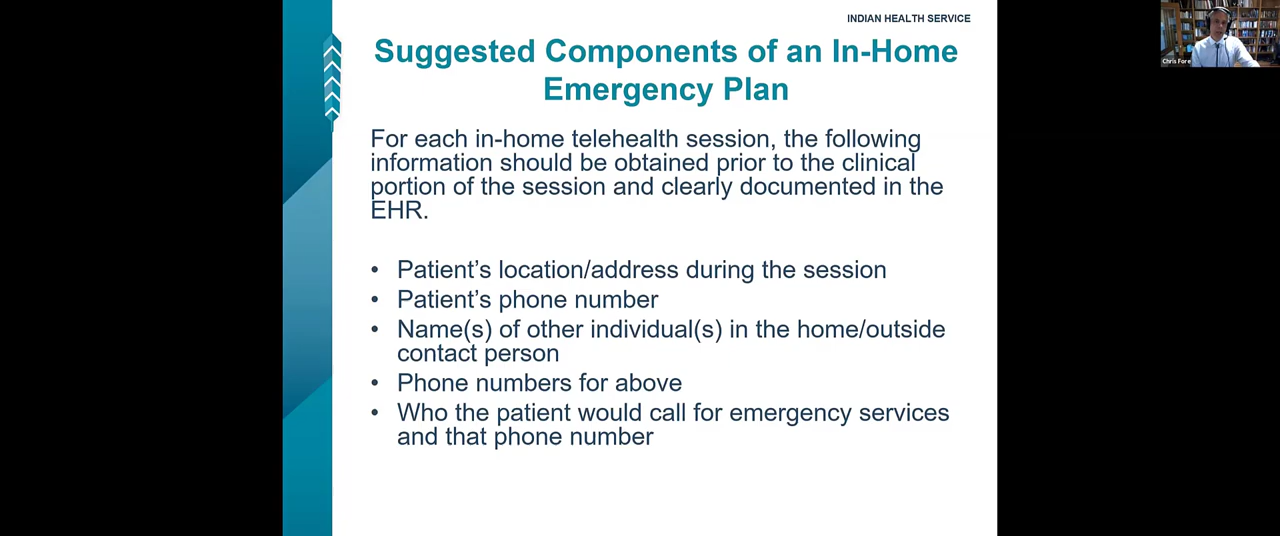 INDIAN HEALTH SERVICE
Suggested Components of an In-Home
Emergency Plan
For each in-home telehealth session, the following
information should be obtained prior to the clinical
portion of the session and clearly documented in the
EHR.
• Patient’s location/address during the session
• Patient’s phone number
• Name(s) of other individual(s) in the home/outside
contact person
• Phone numbers for above
• Who the patient would call for emergency services
and that phone number
Chris Fore